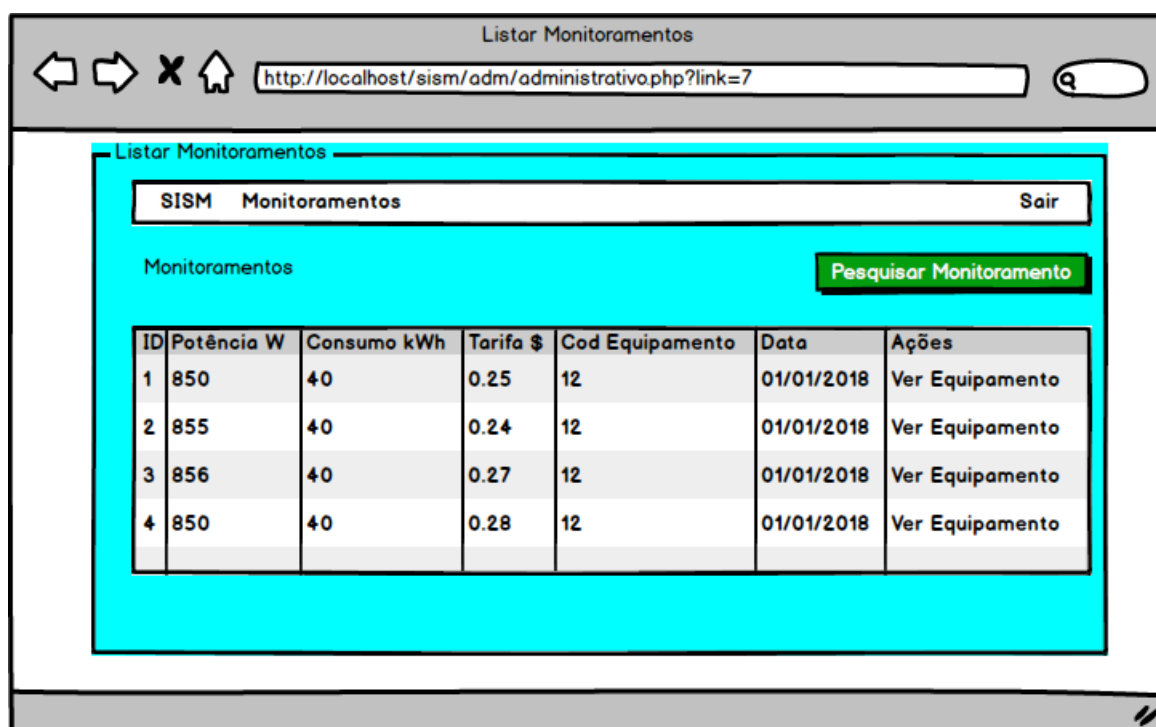 Listar Monitoramentos
http://localhost/sism/adm/administrativo.php?link=7
Listar Monitoramentos
SISM Monitoramentos Sair
Monitoramentos Pesquisar Monitoramento
ID Potência W Consumo kWh Tarifa $ Cod Equipamento Data Ações
1 850 40 0.25 12 01/01/2018 Ver Equipamento
2 855 40 0.24 12 01/01/2018 Ver Equipamento
3 856 40 0.27 12 01/01/2018 Ver Equipamento
4 850 40 0.28 12 01/01/2018 Ver Equipamento